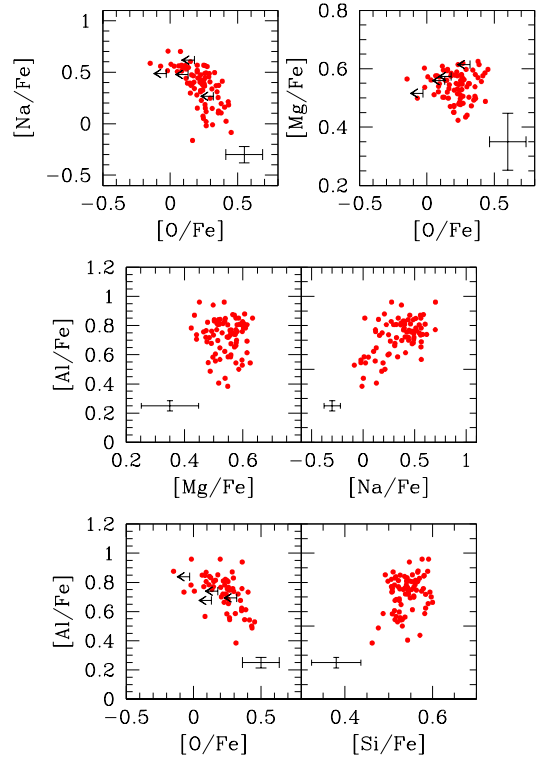 1
0.5
0
−0.5
[Na/Fe]
−0.5 0 0.5
[O/Fe]
0.8
0.6
0.4
0.2
[Mg/Fe]
−0.5 0 0.5
[O/Fe]
1.2
1
0.8
0.6
0.4
0.2
0
[Al/Fe]
0.2 0.4 0.6
[Mg/Fe]
−0.5 0 0.5 1
[Na/Fe]
1.2
1
0.8
0.6
0.4
0.2
0
[Al/Fe]
−0.5 0 0.5
[O/Fe]
0.4 0.6
[Si/Fe]